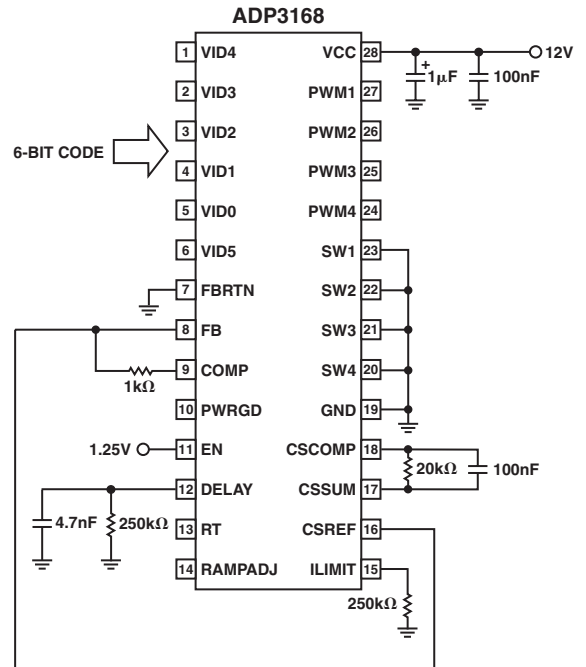 ADP3168
1 VID4
VCC 28
12V
+
1μF
100nF
2 VID3
PWM1 27
3 VID2
PWM2 26
6-BIT CODE
4 VID1
PWM3 25
5 VID0
PWM4 24
6 VID5
SW1 23
7 FBRTN
SW2 22
8 FB
SW3 21
9 COMP
1kΩ
SW4 20
10 PWRGD
GND 19
1.25V
11 EN
CSCOMP 18
20kΩ
100nF
12 DELAY
CSSUM 17
4.7nF
250kΩ
13 RT
CSREF 16
14 RAMPADJ
ILIMIT 15
250kΩ